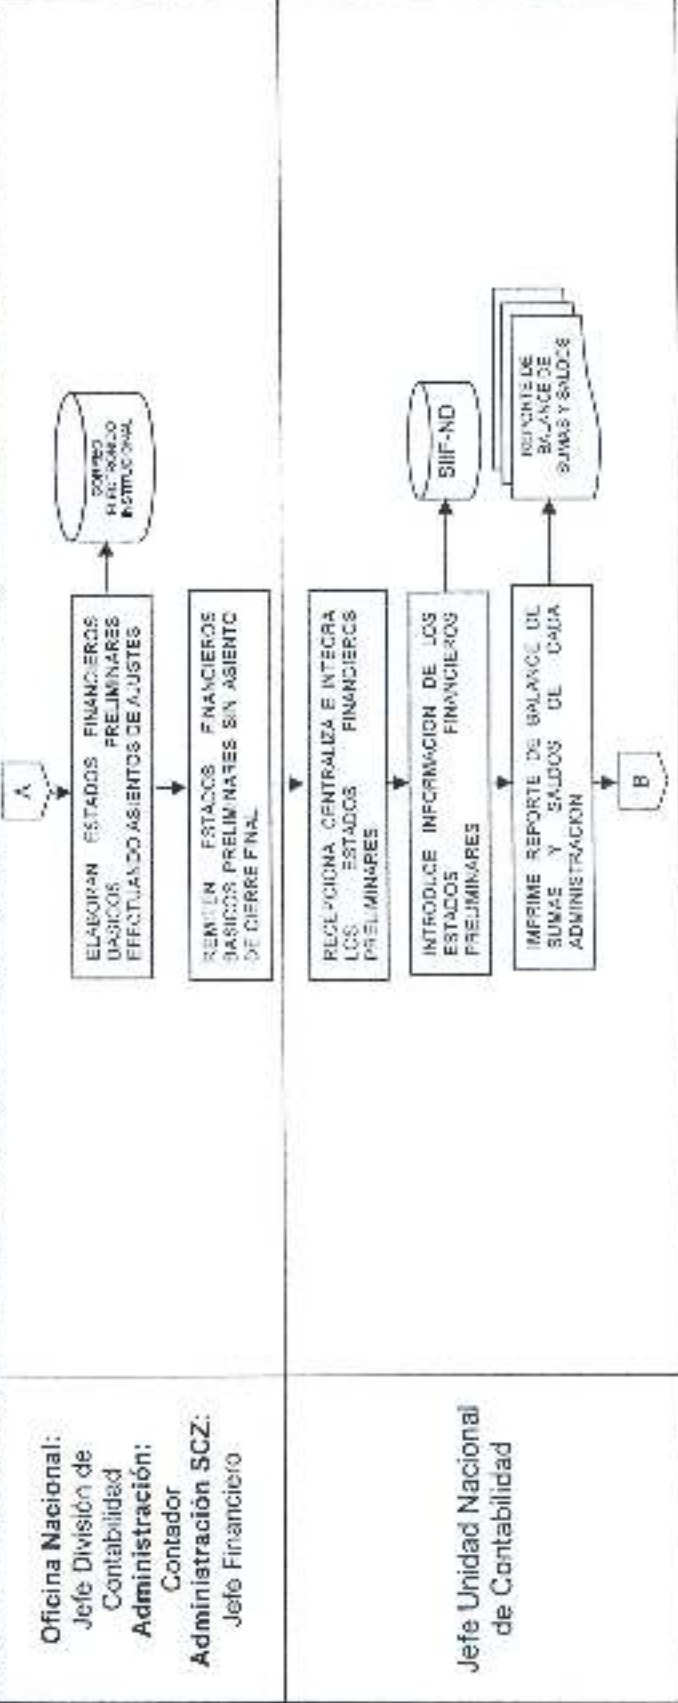 Oficina Nacional:
Jefe División de
Contabilidad
Administración:
Contador
Administración SCZ:
Jefe Financiero
A
ELABORAN ESTADOS FINANCIEROS
BASICOS PRELIMINARES
EFECTUANDO ASIENTOS DE AJUSTES
CORREO
ELECTRONICO
INSTITUCIONAL
REMITEN ESTADOS FINANCIEROS
BASICOS PRELIMINARES SIN ASIENTO
DE CIERRE FINAL
Jefe Unidad Nacional
de Contabilidad
RECEPCIONA CENTRALIZA E INTEGRA
LOS ESTADOS FINANCIEROS
PRELIMINARES
INTRODUCE INFORMACION DE LOS
ESTADOS FINANCIEROS
PRELIMINARES
SIIF-ND
IMPRIME REPORTE DE BALANCE DE
SUMAS Y SALDOS DE CADA
ADMINISTRACION
REPORTE DE
BALANCE DE
SUMAS Y SALDOS
B